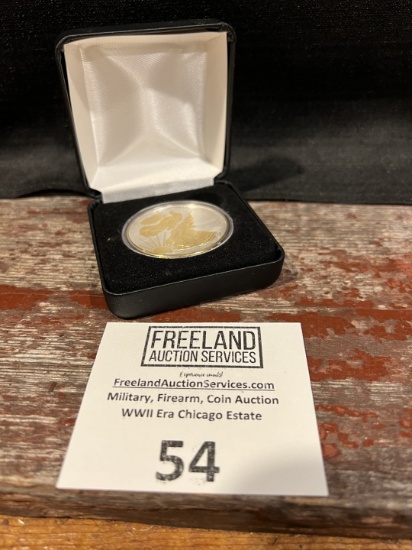 FREELAND
AUCTION SERVICES
FreelandAuctionServices.com
Military, Firearm, Coin Auction
WWII Era Chicago Estate
54